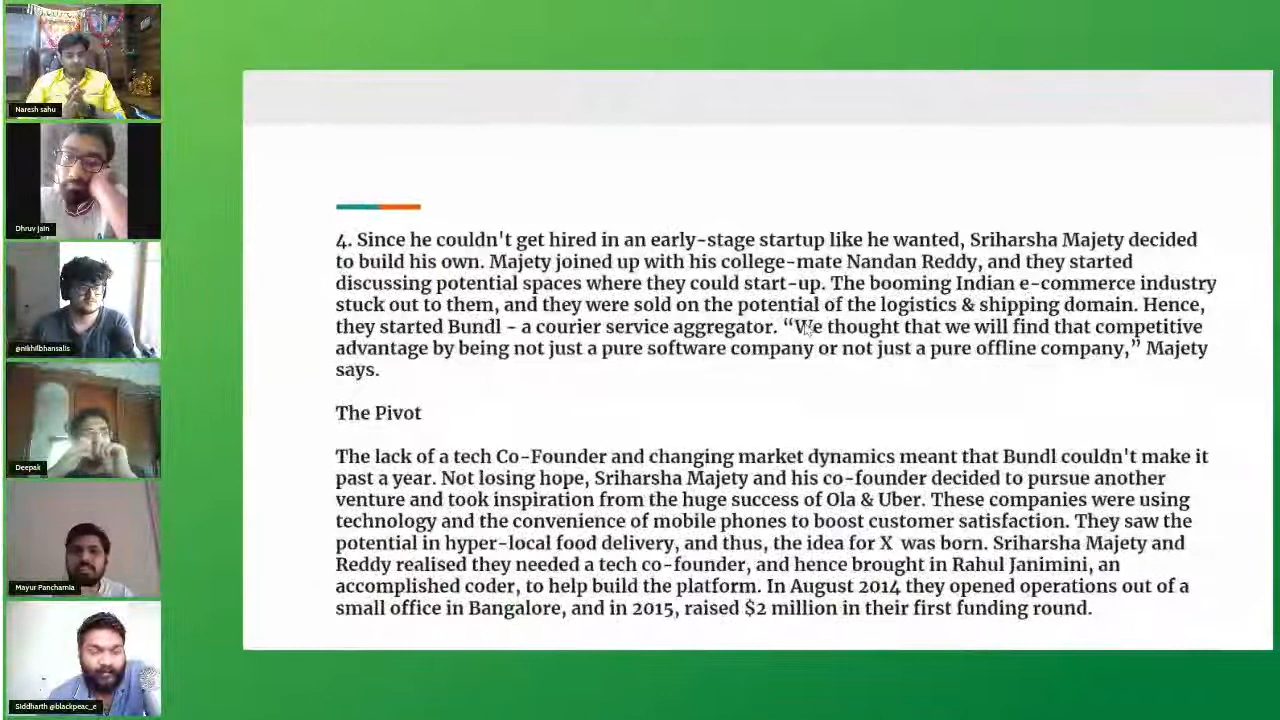 Naresh sahu
Dhruv Jain
@nikhilbhansalis
Deepak
Mayur Panchamia
Siddharth @blackpeac_e
4. Since he couldn't get hired in an early-stage startup like he wanted, Sriharsha Majety decided
to build his own. Majety joined up with his college-mate Nandan Reddy, and they started
discussing potential spaces where they could start-up. The booming Indian e-commerce industry
stuck out to them, and they were sold on the potential of the logistics & shipping domain. Hence,
they started Bundl - a courier service aggregator. “We thought that we will find that competitive
advantage by being not just a pure software company or not just a pure offline company,” Majety
says.
The Pivot
The lack of a tech Co-Founder and changing market dynamics meant that Bundl couldn't make it
past a year. Not losing hope, Sriharsha Majety and his co-founder decided to pursue another
venture and took inspiration from the huge success of Ola & Uber. These companies were using
technology and the convenience of mobile phones to boost customer satisfaction. They saw the
potential in hyper-local food delivery, and thus, the idea for X was born. Sriharsha Majety and
Reddy realised they needed a tech co-founder, and hence brought in Rahul Janimini, an
accomplished coder, to help build the platform. In August 2014 they opened operations out of a
small office in Bangalore, and in 2015, raised $2 million in their first funding round.